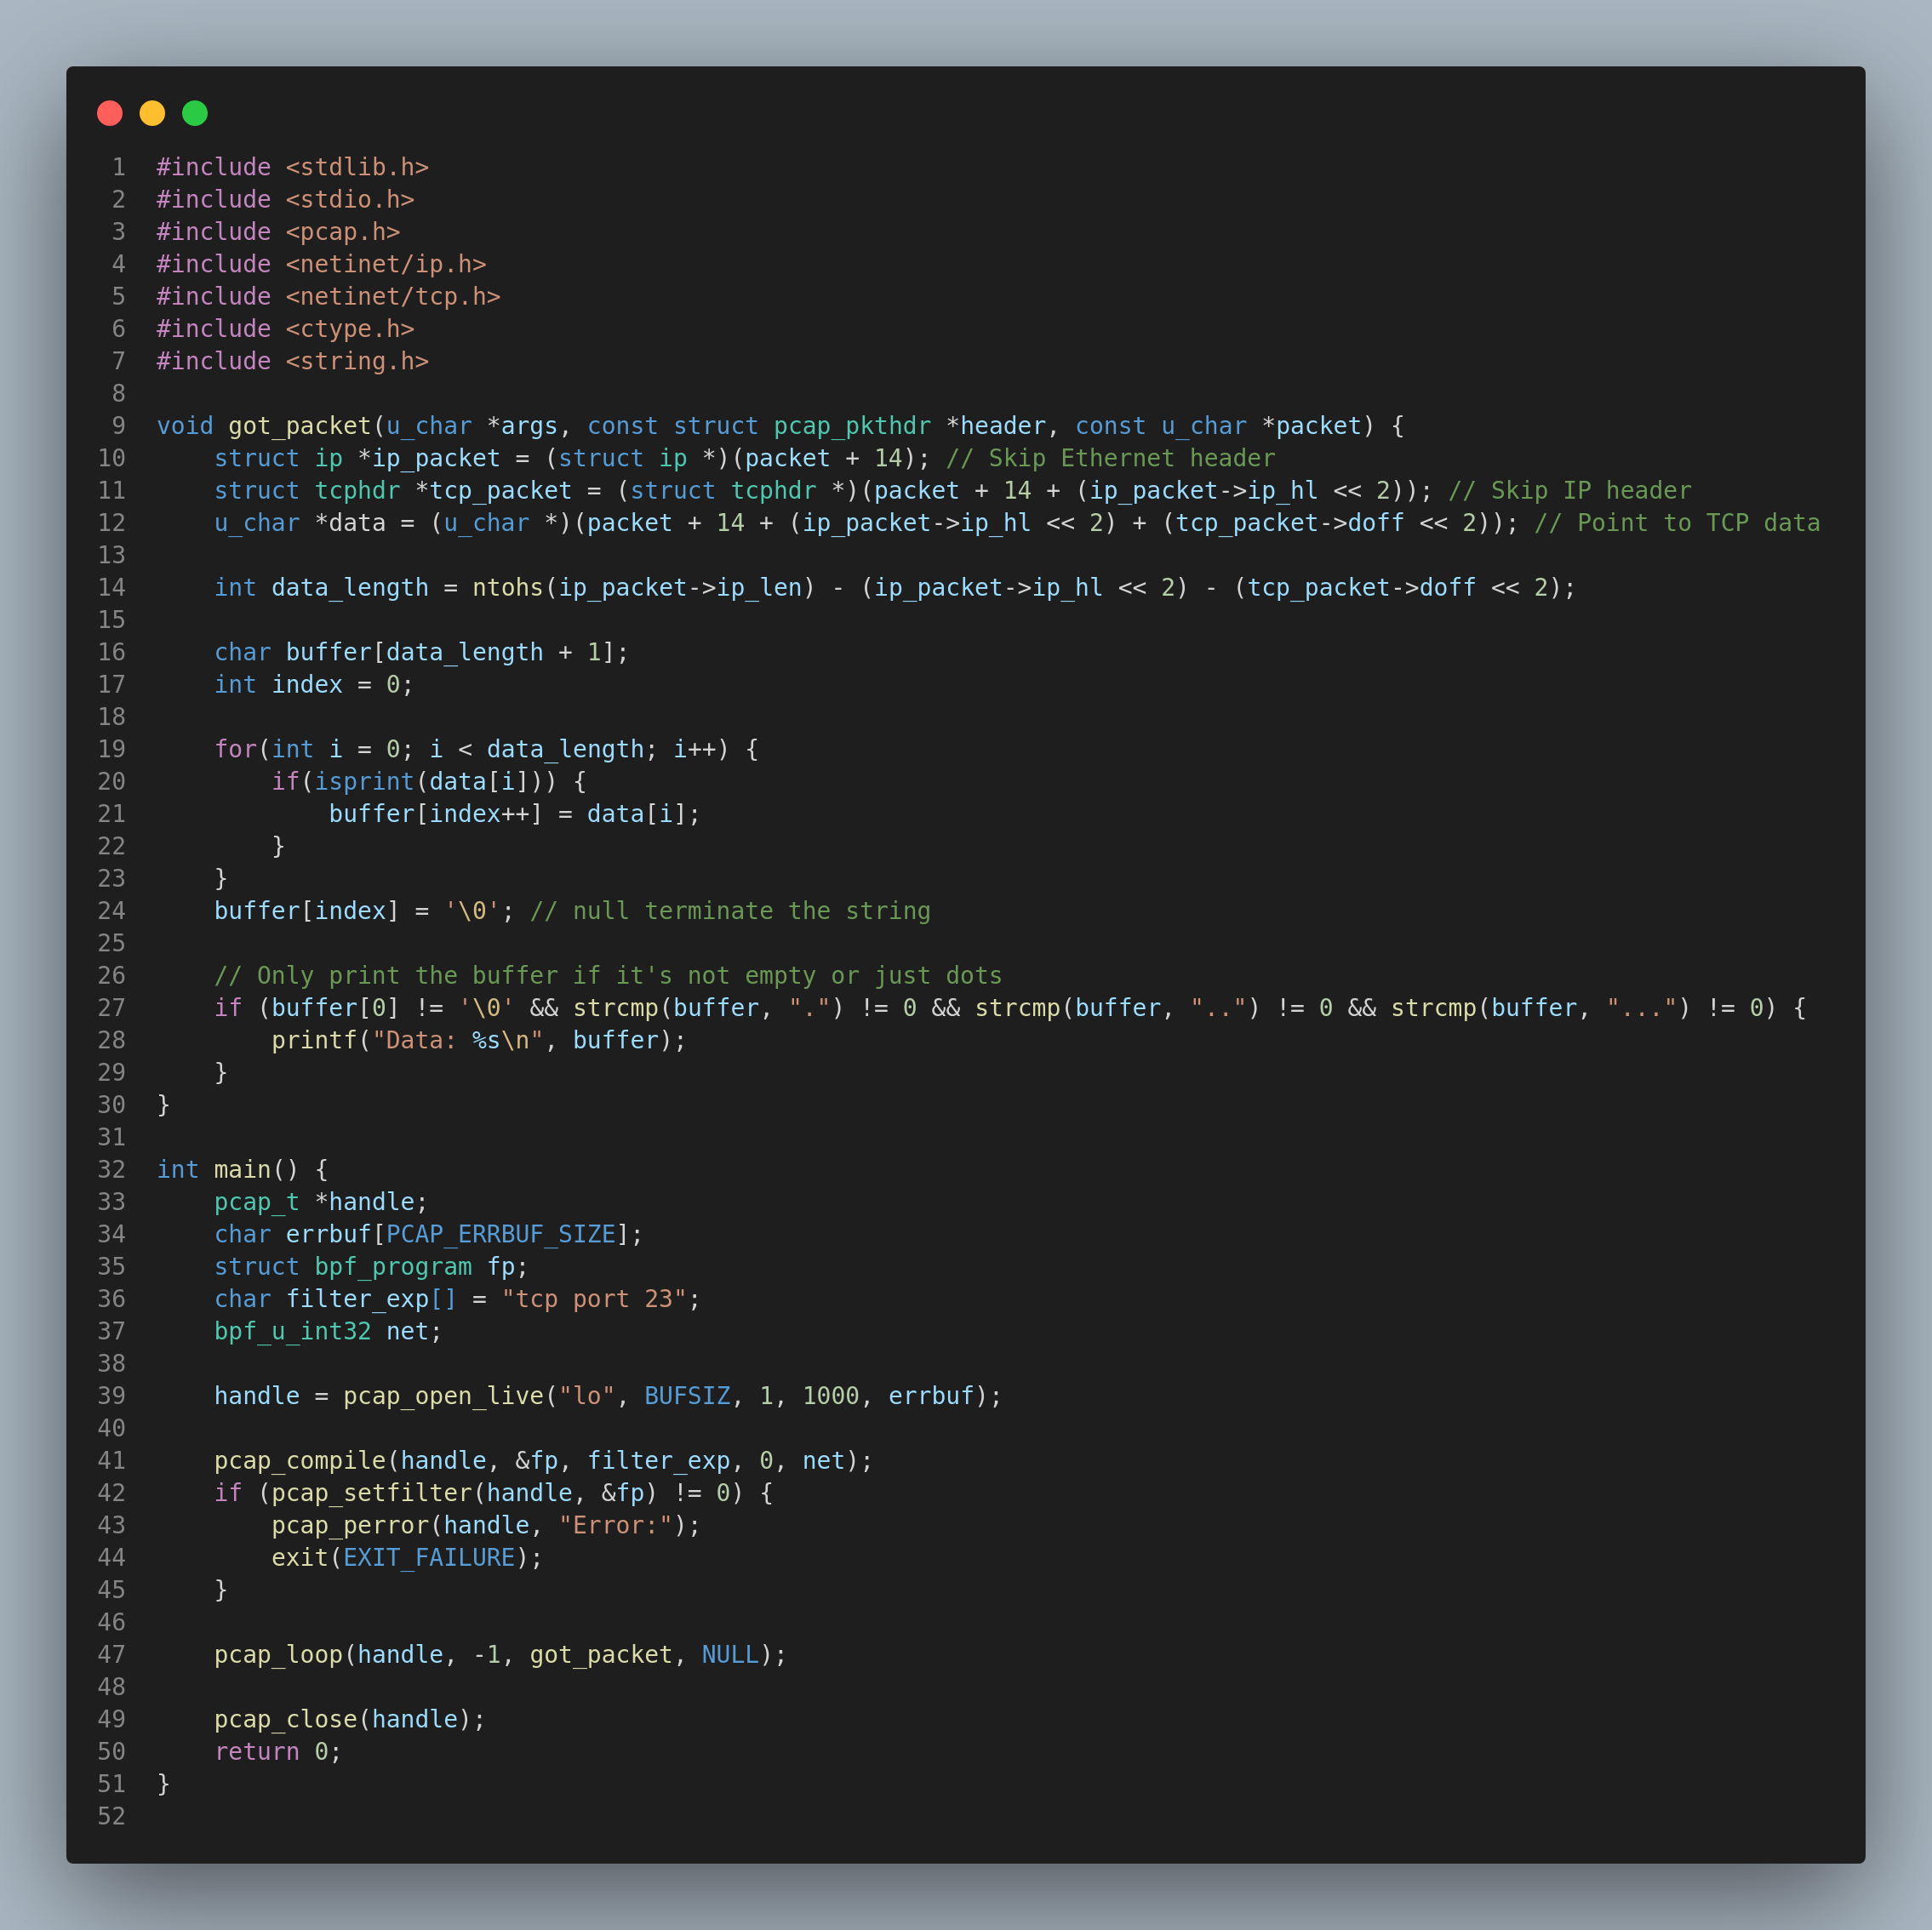 1 #include <stdlib.h>
2 #include <stdio.h>
3 #include <pcap.h>
4 #include <netinet/ip.h>
5 #include <netinet/tcp.h>
6 #include <ctype.h>
7 #include <string.h>
8
9 void got_packet(u_char *args, const struct pcap_pkthdr *header, const u_char *packet) {
10     struct ip *ip_packet = (struct ip *)(packet + 14); // Skip Ethernet header
11     struct tcphdr *tcp_packet = (struct tcphdr *)(packet + 14 + (ip_packet->ip_hl << 2)); // Skip IP header
12     u_char *data = (u_char *)(packet + 14 + (ip_packet->ip_hl << 2) + (tcp_packet->doff << 2)); // Point to TCP data
13
14     int data_length = ntohs(ip_packet->ip_len) - (ip_packet->ip_hl << 2) - (tcp_packet->doff << 2);
15
16     char buffer[data_length + 1];
17     int index = 0;
18
19     for(int i = 0; i < data_length; i++) {
20         if(isprint(data[i])) {
21             buffer[index++] = data[i];
22         }
23     }
24     buffer[index] = '\0'; // null terminate the string
25
26     // Only print the buffer if it's not empty or just dots
27     if (buffer[0] != '\0' && strcmp(buffer, ".") != 0 && strcmp(buffer, "..") != 0 && strcmp(buffer, "...") != 0) {
28         printf("Data: %s\n", buffer);
29     }
30 }
31
32 int main() {
33     pcap_t *handle;
34     char errbuf[PCAP_ERRBUF_SIZE];
35     struct bpf_program fp;
36     char filter_exp[] = "tcp port 23";
37     bpf_u_int32 net;
38
39     handle = pcap_open_live("lo", BUFSIZ, 1, 1000, errbuf);
40
41     pcap_compile(handle, &fp, filter_exp, 0, net);
42     if (pcap_setfilter(handle, &fp) != 0) {
43         pcap_perror(handle, "Error:");
44         exit(EXIT_FAILURE);
45     }
46
47     pcap_loop(handle, -1, got_packet, NULL);
48
49     pcap_close(handle);
50     return 0;
51 }
52